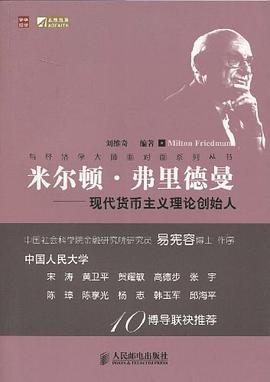 刘维奇 编著
Milton Friedman
与经济学大师面对面系列丛书
米尔顿·弗里德曼
——现代货币主义理论创始人
中国社会科学院金融研究所研究员 易宪容博士 作序
中国人民大学
宋涛 黄卫平 贺耀敏 高德步 张宇
陈璋 陈享光 杨志 韩玉军 邱海平
10博导联袂推荐
人民邮电出版社
POSTS & TELECOM PRESS